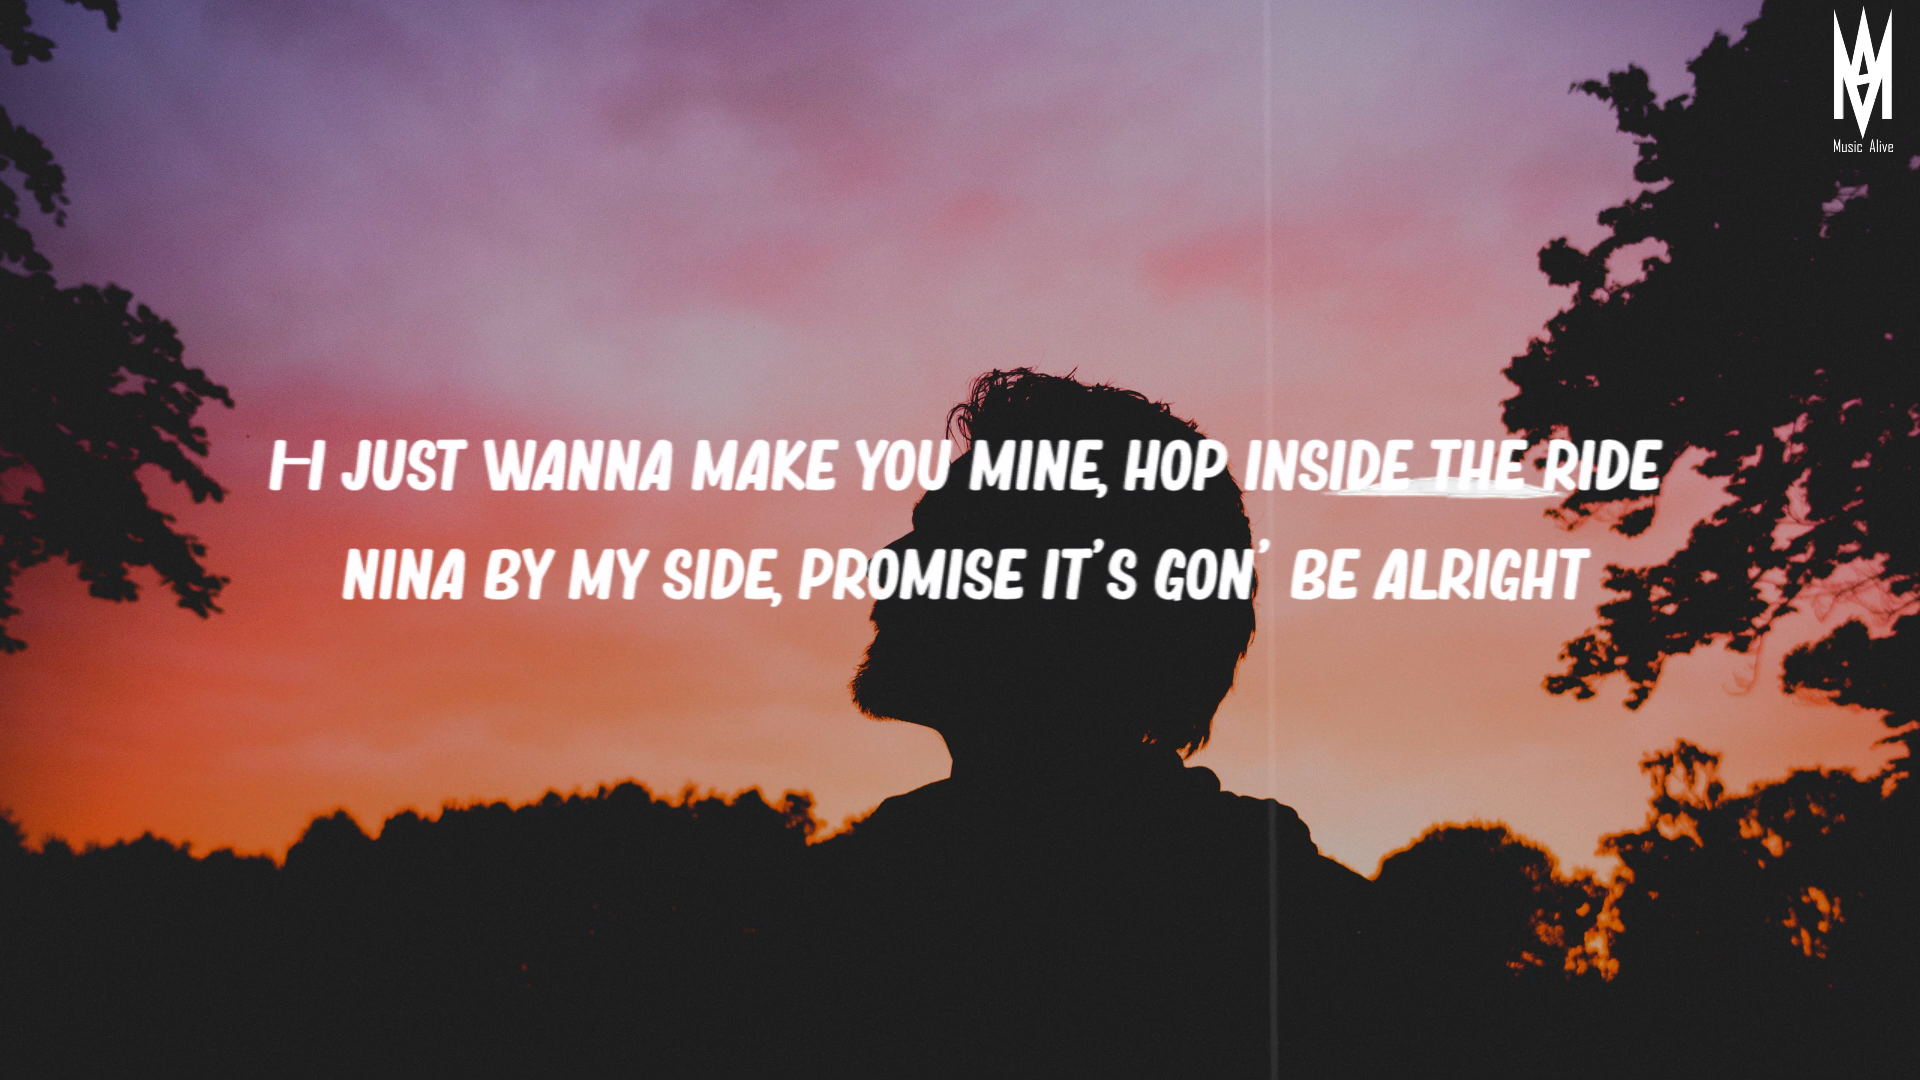 I-I JUST WANNA MAKE YOU MINE, HOP INSIDE THE RIDE
NINA BY MY SIDE, PROMISE IT'S GON' BE ALRIGHT
Music Alive